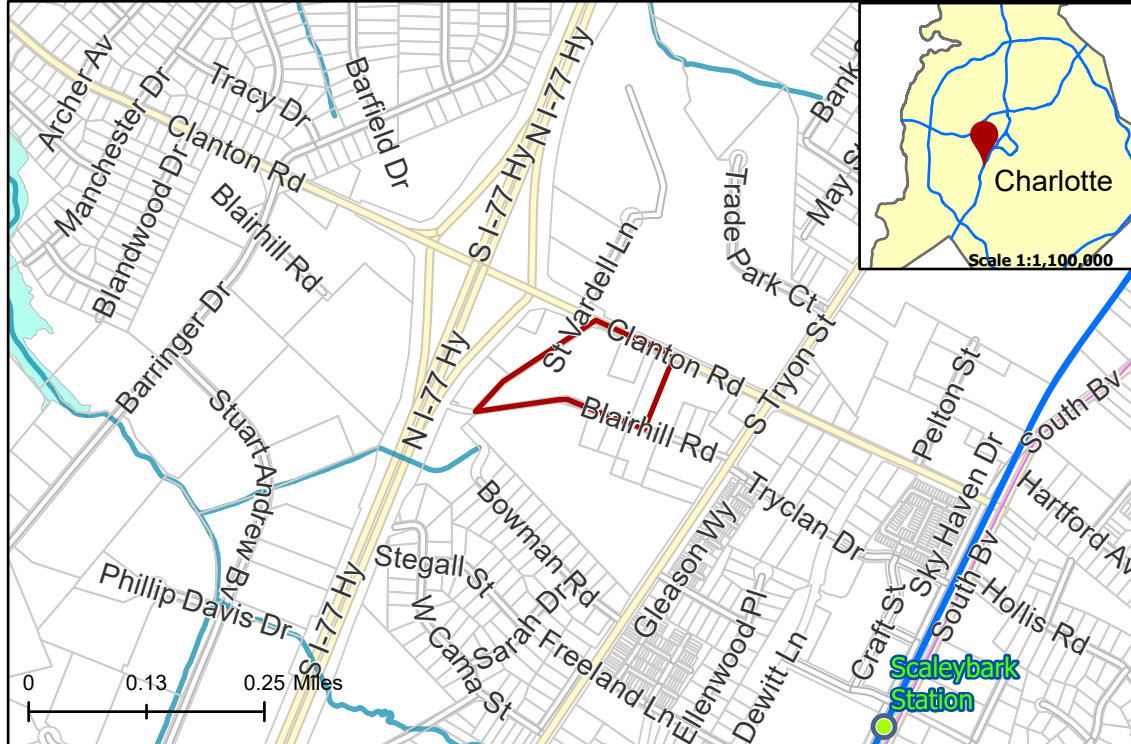 Archer Av
Manchester Dr
Tracy Dr
Barfield Dr
Clanton Rd
Blandwood Dr
Blairhill Rd
Barringer Dr
S I-77 Hy
N I-77 Hy
St Vardell Ln
Trade Park Ct
Bank S
May St
Charlotte
Scale 1:1,100,000
Clanton Rd
Blairhill Rd
S Tryon St
N I-77 Hy
Pelton St
South Bv
Stuart Andrew Bv
Bowman Rd
Tryclan Dr
Sky Haven Dr
Hartford Av
Gleason Wy
Stegall St
Phillip Davis Dr
W Cama St
Sarah Dr
Freeland Ln
Ellenwood Pl
Dewitt Ln
Craft St
South Bv
Hollis Rd
S I-77 Hy
Scaleybark
Station
0 0.13 0.25 Miles